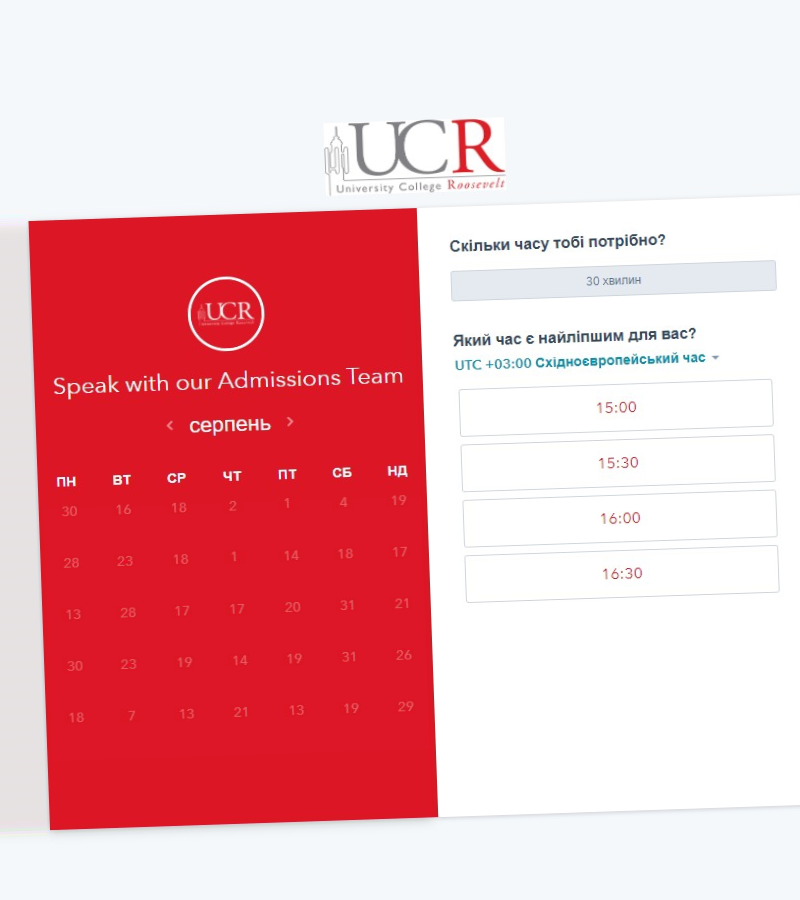 UCR
University College Roosevelt
UCR
University College Roosevelt
Speak with our Admissions Team
серпень
ПН ВТ СР ЧТ ПТ СБ НД
30 16 18 2 1 4 19
28 23 18 1 14 18 17
13 28 17 17 20 31 21
30 23 19 14 19 31 26
18 7 13 21 13 19 29
Скільки часу тобі потрібно?
30 хвилин
Який час є найліпшим для вас?
UTC +03:00 Східноєвропейський час
15:00
15:30
16:00
16:30